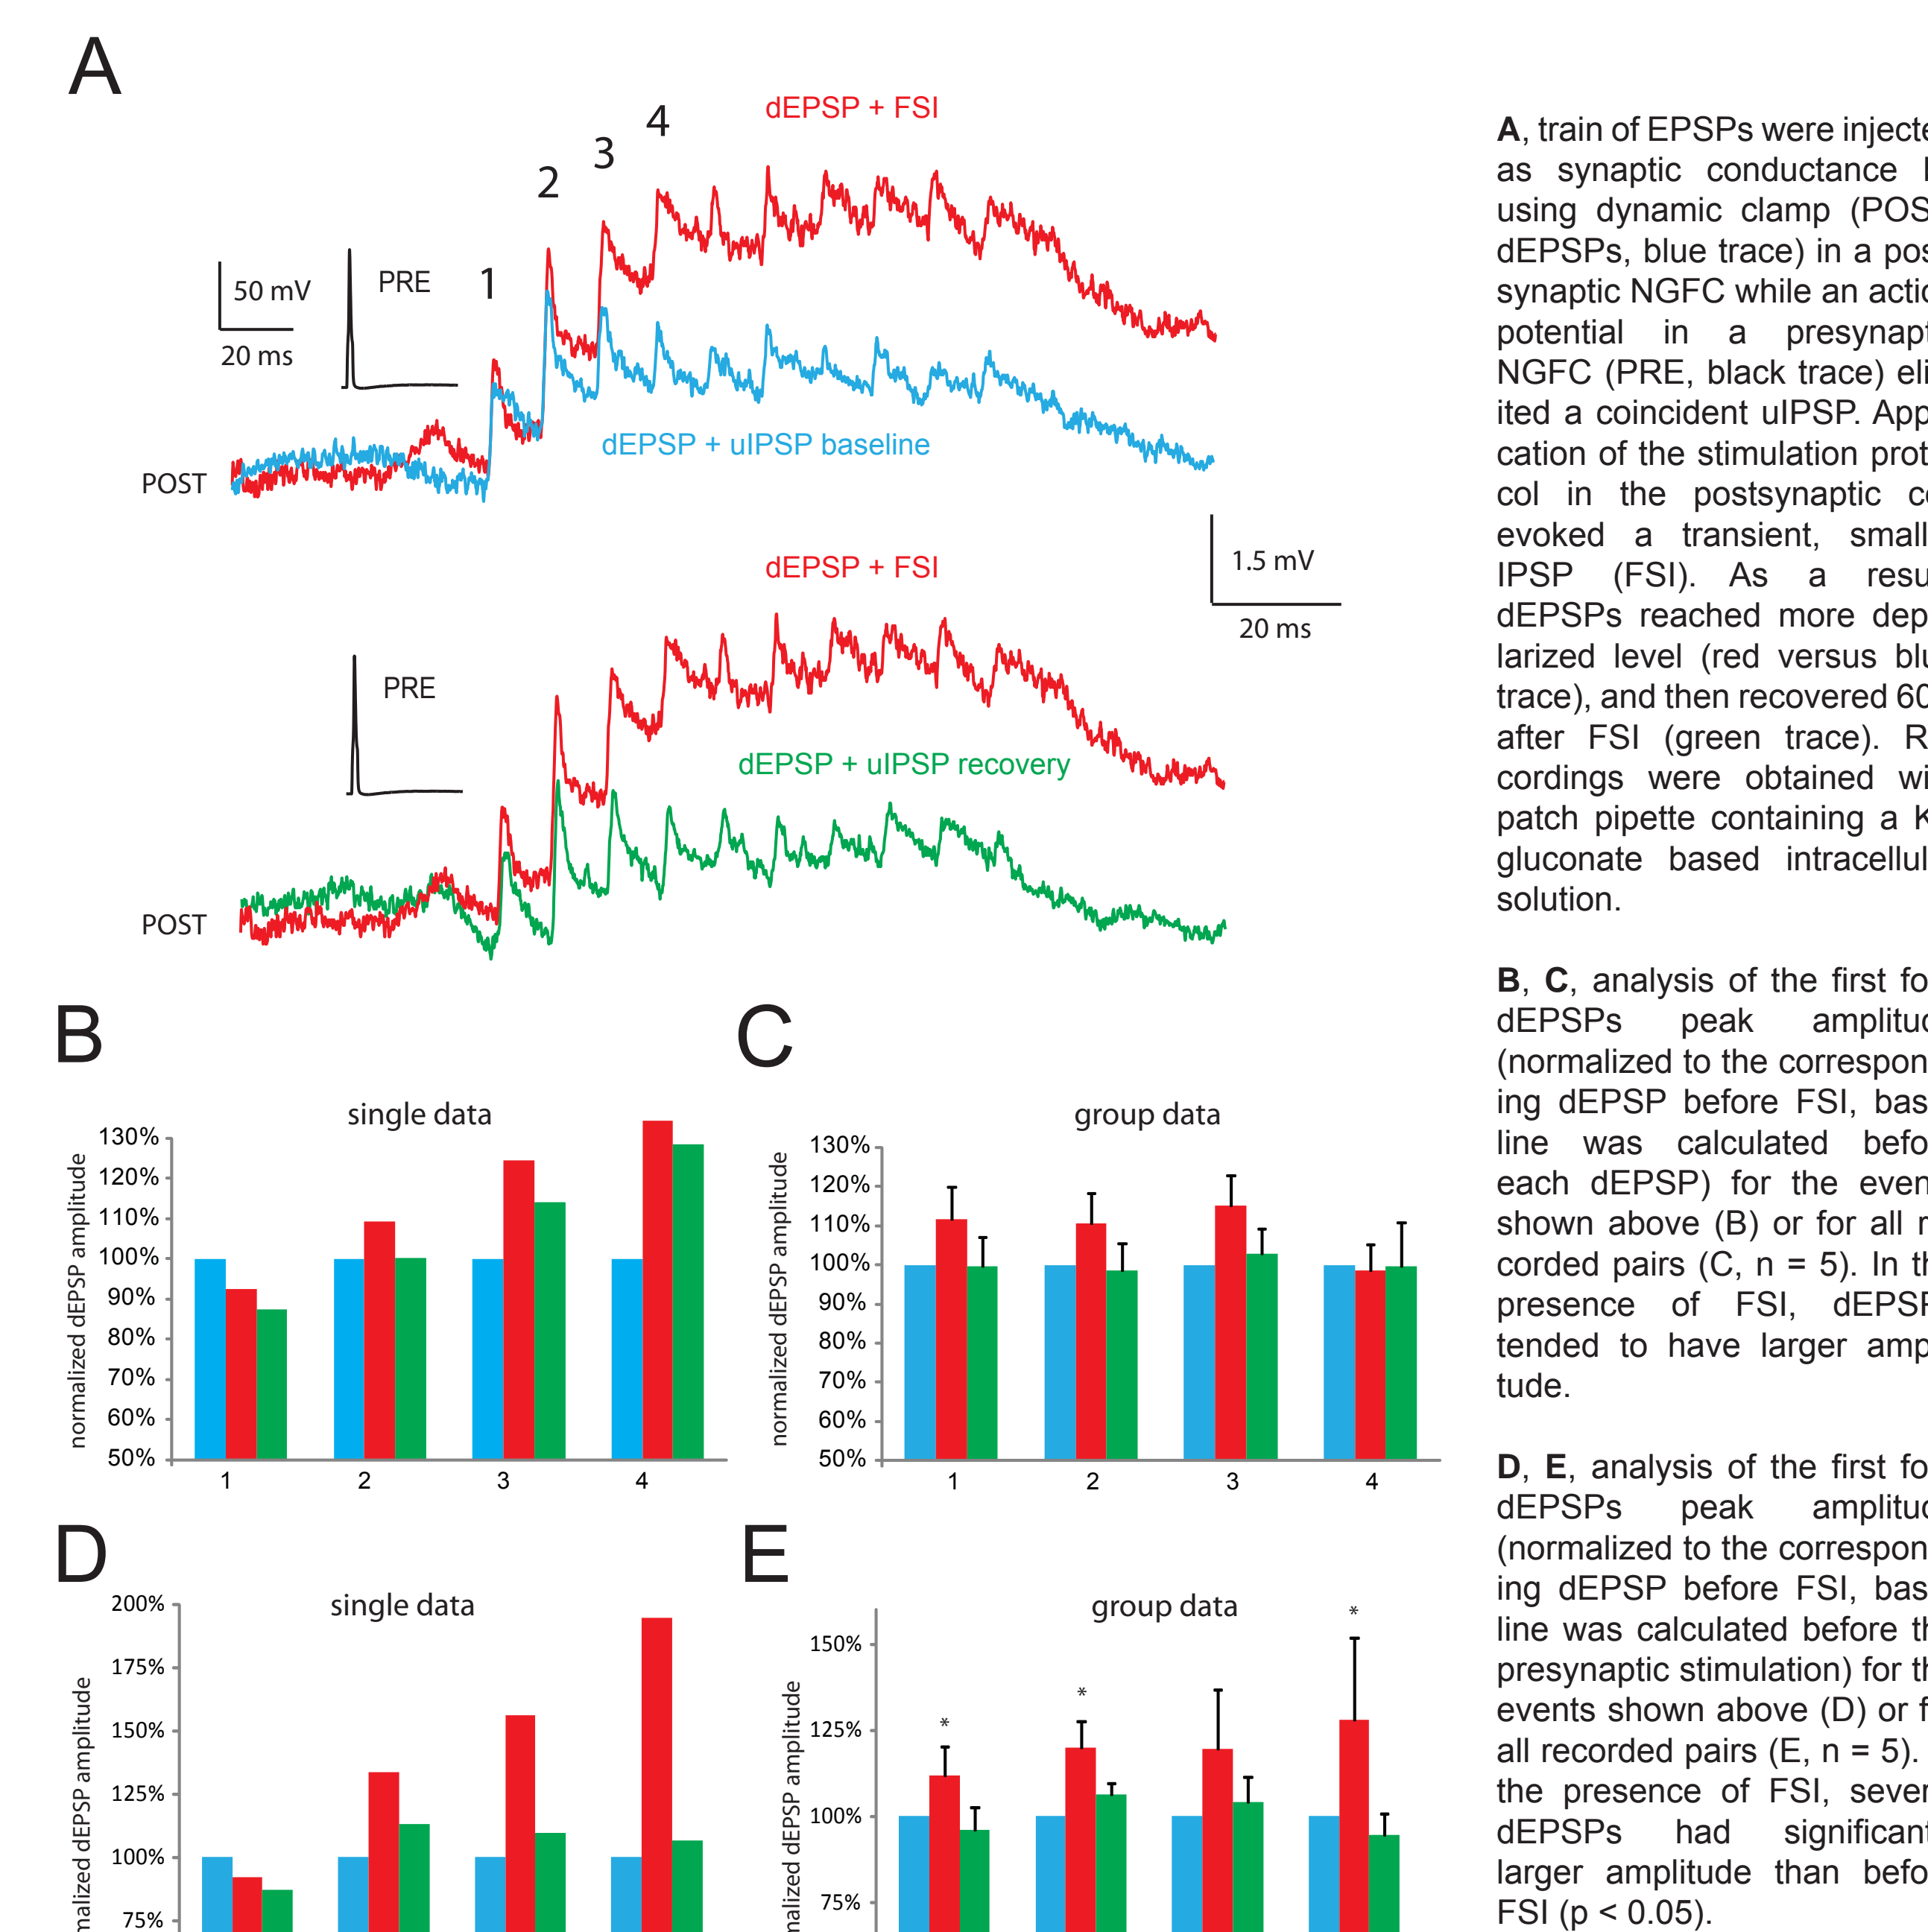 A
dEPSP + FSI
4
3
2
1
50 mV
20 ms
PRE
dEPSP + uIPSP baseline
POST
1.5 mV
20 ms
dEPSP + FSI
PRE
dEPSP + uIPSP recovery
POST
B
single data
normalized dEPSP amplitude
130%
120%
110%
100%
90%
80%
70%
60%
50%
1 2 3 4
C
group data
normalized dEPSP amplitude
130%
120%
110%
100%
90%
80%
70%
60%
50%
1 2 3 4
D
single data
malized dEPSP amplitude
200%
175%
150%
125%
100%
75%
E
group data
malized dEPSP amplitude
150%
125%
100%
75%
*
*
*
A, train of EPSPs were injecte
as synaptic conductance
using dynamic clamp (POS
dEPSPs, blue trace) in a pos
synaptic NGFC while an actio
potential in a presynapt
NGFC (PRE, black trace) eli
ited a coincident uIPSP. App
cation of the stimulation prot
col in the postsynaptic c
evoked a transient, small
IPSP (FSI). As a resu
dEPSPs reached more dep
larized level (red versus blu
trace), and then recovered 60
after FSI (green trace). R
cordings were obtained wi
patch pipette containing a K
gluconate based intracellul
solution.
B, C, analysis of the first fo
dEPSPs peak amplitud
(normalized to the correspon
ing dEPSP before FSI, bas
line was calculated befo
each dEPSP) for the even
shown above (B) or for all r
corded pairs (C, n = 5). In th
presence of FSI, dEPSP
tended to have larger amp
tude.
D, E, analysis of the first fo
dEPSPs peak amplitud
(normalized to the correspon
ing dEPSP before FSI, bas
line was calculated before th
presynaptic stimulation) for th
events shown above (D) or f
all recorded pairs (E, n = 5).
the presence of FSI, sever
dEPSPs had significant
larger amplitude than befo
FSI (p < 0.05).